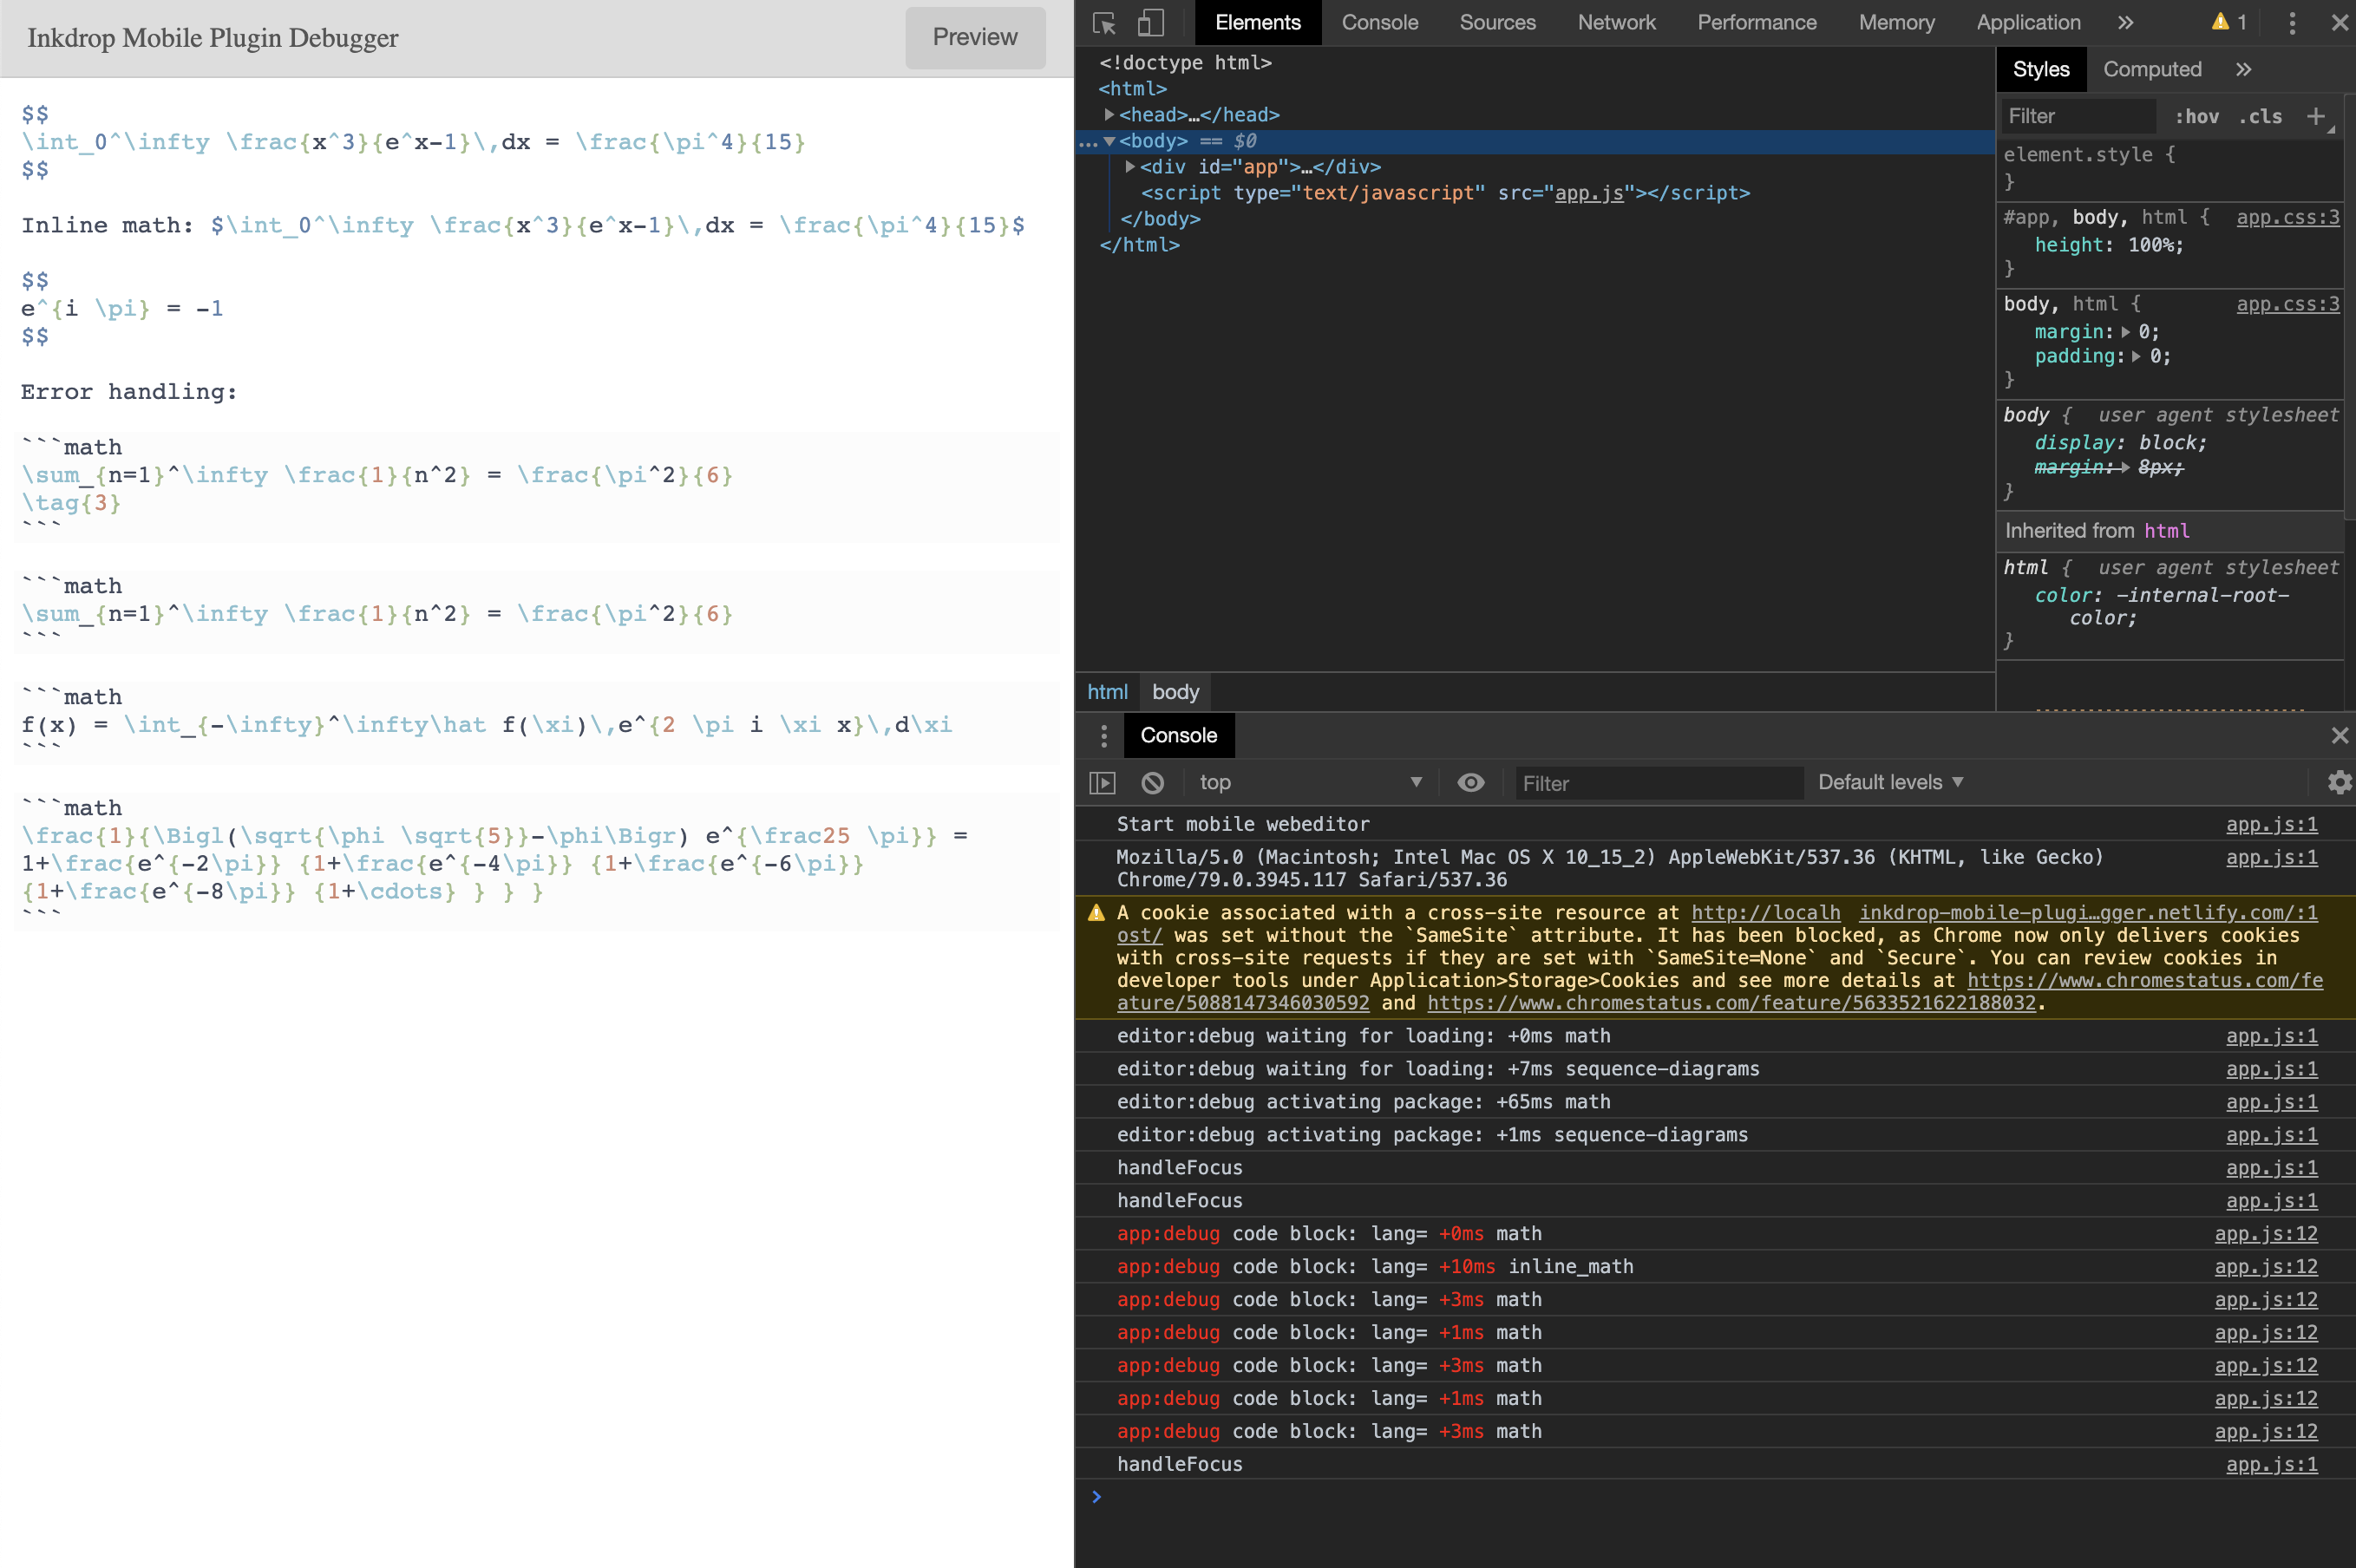 Inkdrop Mobile Plugin Debugger
Preview
$$
\int_0^\infty \frac{x^3}{e^x-1}\,dx = \frac{\pi^4}{15}
$$
Inline math: $\int_0^\infty \frac{x^3}{e^x-1}\,dx = \frac{\pi^4}{15}$
$$
e^{i \pi} = -1
$$
Error handling:
```math
\sum_{n=1}^\infty \frac{1}{n^2} = \frac{\pi^2}{6}
\tag{3}
```
```math
\sum_{n=1}^\infty \frac{1}{n^2} = \frac{\pi^2}{6}
```
```math
f(x) = \int_{-\infty}^\infty\hat f(\xi)\,e^{2 \pi i \xi x}\,d\xi
```
```math
\frac{1}{\Bigl(\sqrt{\phi \sqrt{5}}-\phi\Bigr) e^{\frac25 \pi}} =
1+\frac{e^{-2\pi}} {1+\frac{e^{-4\pi}} {1+\frac{e^{-6\pi}}
{1+\frac{e^{-8\pi}} {1+\cdots} } } }
```
Elements Console Sources Network Performance Memory Application » 1
<!doctype html>
<html>
<head>…</head>
<body> == $0
<div id="app">…</div>
<script type="text/javascript" src="app.js"></script>
</body>
</html>
html body
Styles Computed »
Filter :hov .cls +
element.style {
}
#app, body, html { app.css:3
height: 100%;
}
body, html { app.css:3
margin: 0;
padding: 0;
}
body { user agent stylesheet
display: block;
margin: 8px;
}
Inherited from html
html { user agent stylesheet
color: -internal-root-
color;
}
Console
top Filter Default levels
Start mobile webeditor app.js:1
Mozilla/5.0 (Macintosh; Intel Mac OS X 10_15_2) AppleWebKit/537.36 (KHTML, like Gecko) app.js:1
Chrome/79.0.3945.117 Safari/537.36
A cookie associated with a cross-site resource at http://localh inkdrop-mobile-plugi…gger.netlify.com/:1
ost/ was set without the `SameSite` attribute. It has been blocked, as Chrome now only delivers cookies
with cross-site requests if they are set with `SameSite=None` and `Secure`. You can review cookies in
developer tools under Application>Storage>Cookies and see more details at https://www.chromestatus.com/fe
ature/5088147346030592 and https://www.chromestatus.com/feature/5633521622188032.
editor:debug waiting for loading: +0ms math app.js:1
editor:debug waiting for loading: +7ms sequence-diagrams app.js:1
editor:debug activating package: +65ms math app.js:1
editor:debug activating package: +1ms sequence-diagrams app.js:1
handleFocus app.js:1
handleFocus app.js:1
app:debug code block: lang= +0ms math app.js:12
app:debug code block: lang= +10ms inline_math app.js:12
app:debug code block: lang= +3ms math app.js:12
app:debug code block: lang= +1ms math app.js:12
app:debug code block: lang= +3ms math app.js:12
app:debug code block: lang= +1ms math app.js:12
app:debug code block: lang= +3ms math app.js:12
handleFocus app.js:1